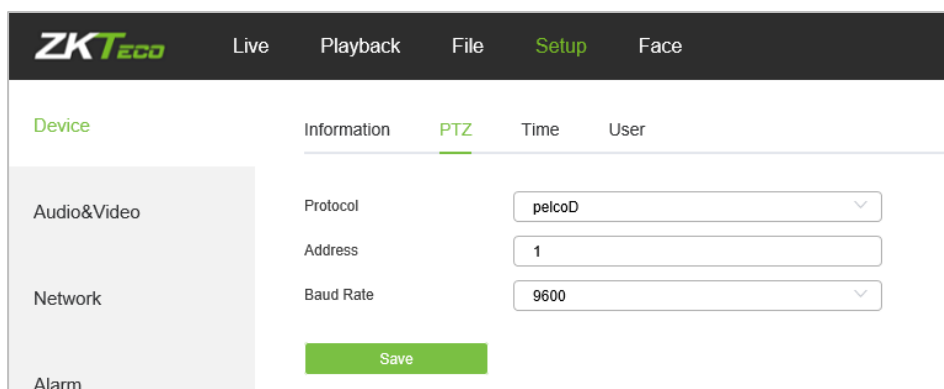 ZKTECO Live Playback File Setup Face
Device
Information PTZ Time User
Audio&Video
Protocol pelcoD
Address 1
Network
Baud Rate 9600
Save
Alarm